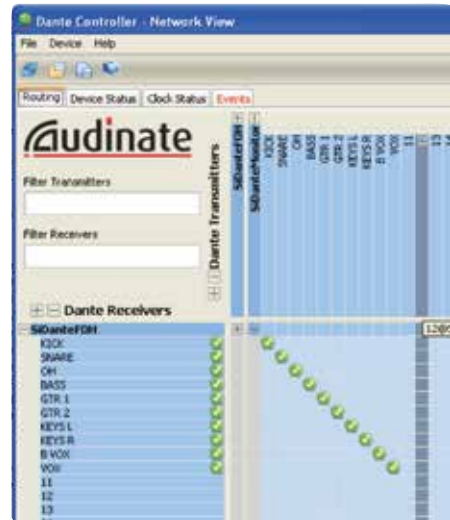 Dante Controller - Network View
File Device Help
Routing Device Status Clock Status Events
Audinate
Filter Transmitters
Filter Receivers
Dante Receivers
Dante Transmitters
SiDanteFOH
SiDanteMonitor
KICK
SNARE
OH
BASS
GTR 1
GTR 2
KEYS L
KEYS R
B VOX
VOX
11
13
14
SiDanteFOH
KICK
SNARE
OH
BASS
GTR 1
GTR 2
KEYS L
KEYS R
B VOX
VOX
11
12
13